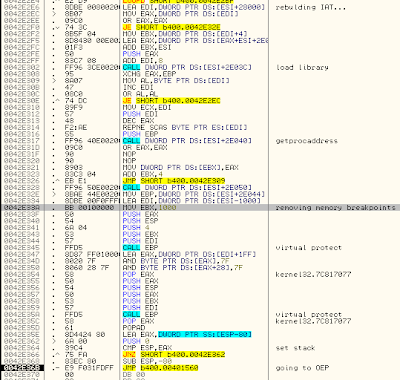 0042E2E6 . 8DBE 00800200 LEA EDI,DWORD PTR DS:[ESI+28000] rebulding IAT...
0042E2EC > 8B07 MOV EAX,DWORD PTR DS:[EDI]
0042E2EE . 09C0 OR EAX,EAX
0042E2F0 . 74 3C JE SHORT b400.0042E32E
0042E2F2 . 8B5F 04 MOV EBX,DWORD PTR DS:[EDI+4]
0042E2F5 . 8D8430 LEA EAX,DWORD PTR DS:[EAX+ESI+2E
0042E2FC . 01F3 ADD EBX,ESI
0042E2FE . 50 PUSH EAX
0042E2FF . 83C7 08 ADD EDI,8
0042E302 . FF96 3CE00200 CALL DWORD PTR DS:[ESI+2E03C] load library
0042E308 . 95 XCHG EAX,EBP
0042E309 > 8A07 MOV AL,BYTE PTR DS:[EDI]
0042E30B . 47 INC EDI
0042E30C . 08C0 OR AL,AL
0042E30E .^ 74 DC JE SHORT b400.0042E2EC
0042E310 . 89F9 MOV ECX,EDI
0042E312 . 57 PUSH EDI
0042E313 . 48 DEC EAX
0042E314 . F2:AE REPNE SCAS BYTE PTR ES:[EDI]
0042E316 . 55 PUSH EBP
0042E317 . FF96 40E00200 CALL DWORD PTR DS:[ESI+2E040] getprocaddress
0042E31D . 09C0 OR EAX,EAX
0042E31F . 90 NOP
0042E320 . 90 NOP
0042E321 . 8903 MOV DWORD PTR DS:[EBX],EAX
0042E323 . 83C3 04 ADD EBX,4
0042E326 .^ EB E1 JMP SHORT b400.0042E309
0042E328 . FF96 50E00200 CALL DWORD PTR DS:[ESI+2E050]
0042E32E > 8BAE 44E00200 MOV EBP,DWORD PTR DS:[ESI+2E044]
0042E334 . 8DBE 00F0FFFF LEA EDI,DWORD PTR DS:[ESI-1000]
0042E33A . BB 00100000 MOV EBX,1000 removing memory breakpoints
0042E33F . 50 PUSH EAX
0042E340 . 54 PUSH ESP
0042E341 . 6A 04 PUSH 4
0042E343 . 53 PUSH EBX
0042E344 . 57 PUSH EDI
0042E345 . FFD5 CALL EBP virtual protect
0042E347 . 8D87 FF010000 LEA EAX,DWORD PTR DS:[EDI+1FF]
0042E34D . 8020 7F AND BYTE PTR DS:[EAX],7F
0042E350 . 8060 28 7F AND BYTE PTR DS:[EAX+28],7F
0042E354 . 58 POP EAX kernel32.7C817077
0042E355 . 50 PUSH EAX
0042E356 . 54 PUSH ESP
0042E357 . 50 PUSH EAX
0042E358 . 53 PUSH EBX
0042E359 . 57 PUSH EDI
0042E35A . FFD5 CALL EBP virtual protect
0042E35C . 58 POP EAX kernel32.7C817077
0042E35D . 61 POPAD
0042E35E . 8D4424 80 LEA EAX,DWORD PTR SS:[ESP-80]
0042E362 > 6A 00 PUSH 0 set stack
0042E364 . 39C4 CMP ESP,EAX
0042E366 .^ 75 FA JNZ SHORT b400.0042E362
0042E368 . 83EC 80 SUB ESP,-80
0042E36B .- E9 F031FDFF JMP b400.00401560 going to OEP
0042E370 00 DB 00